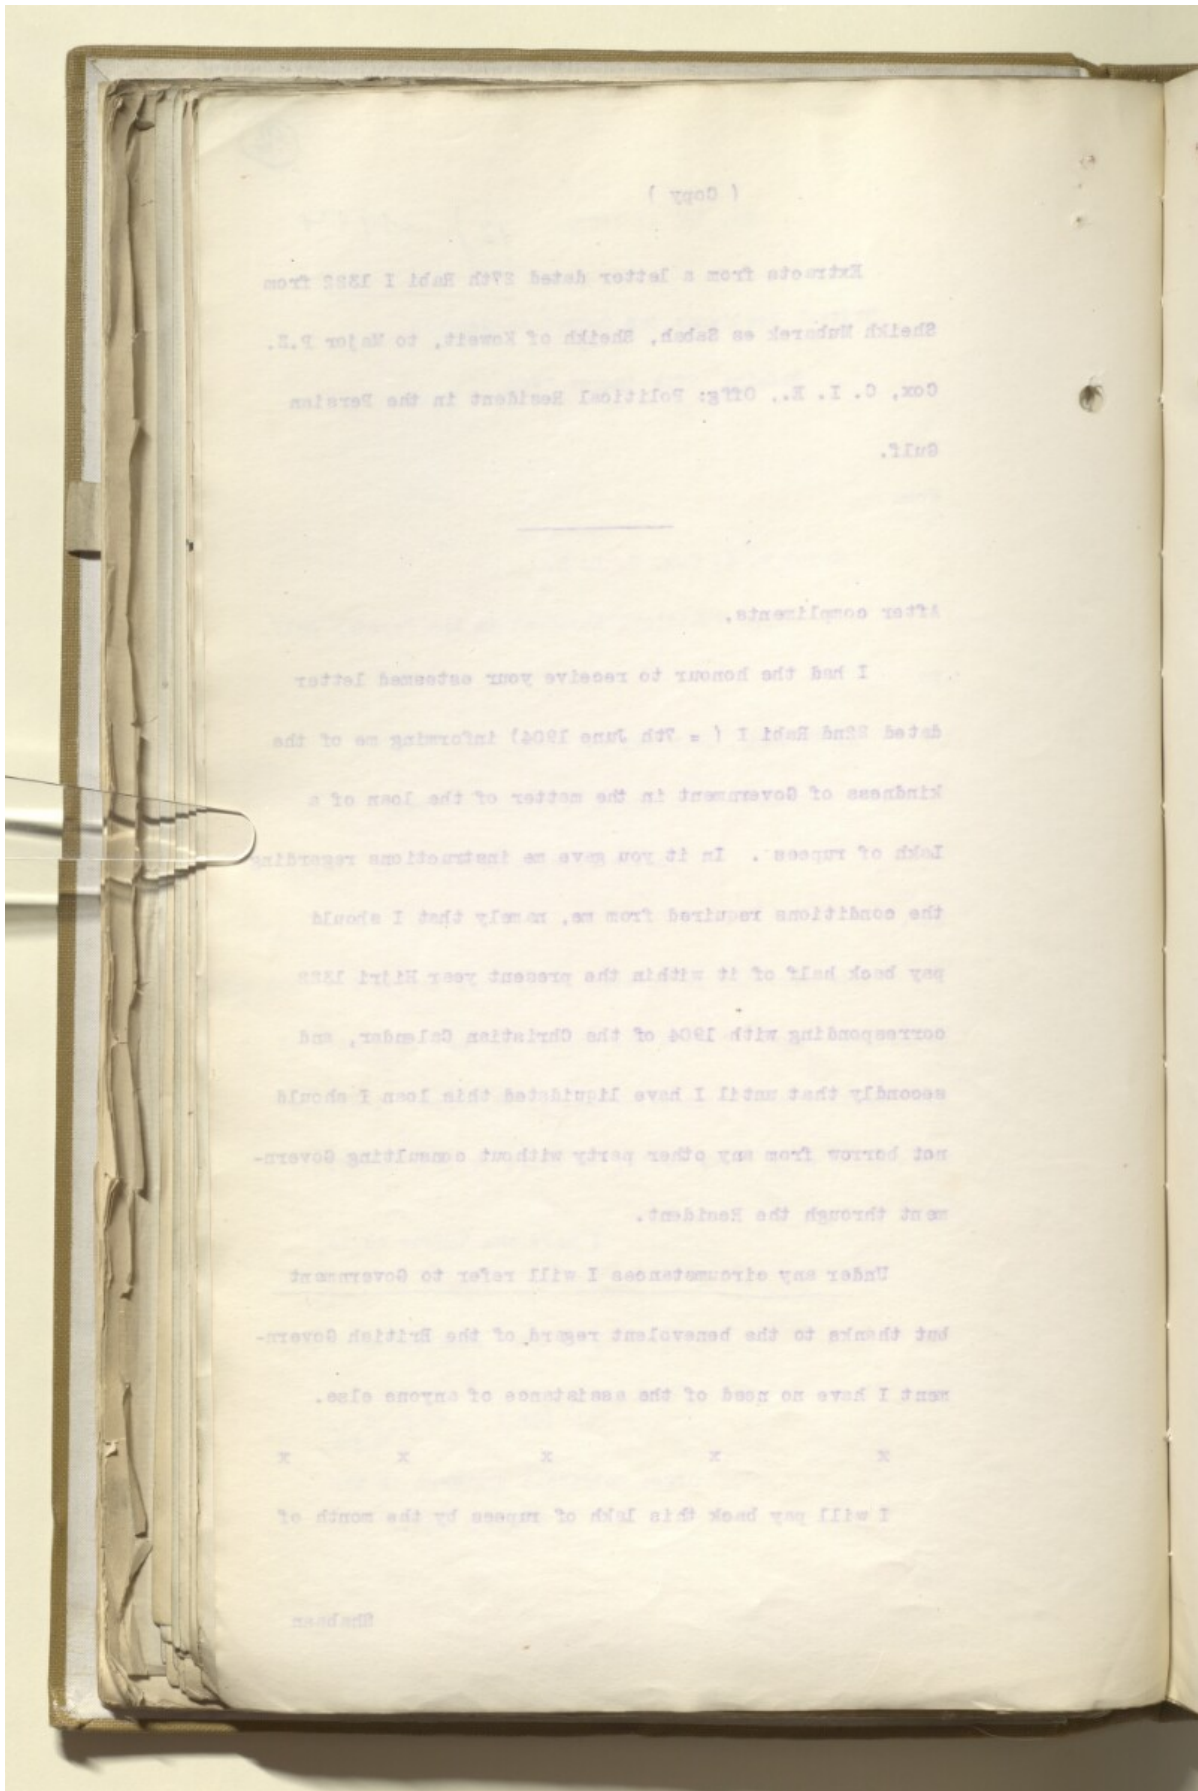 ( Copy )
Extracts from a letter dated 27th Rabi I 1322 from
Sheikh Mubarek es Sabah, Sheikh of Koweit, to Major P.Z.
Cox, C. I. E., Offg: Political Resident in the Persian
Gulf.
After compliments,
I had the honour to receive your esteemed letter
dated 22nd Rabi I ( = 7th June 1904) informing me of the
kindness of Government in the matter of the loan of a
Lakh of rupees . In it you gave me instructions regarding
the conditions required from me, namely that I should
pay back half of it within the present year Hijri 1322
corresponding with 1904 of the Christian Calendar, and
secondly that until I have liquidated this loan I should
not borrow from any other party without consulting Govern-
ment through the Resident.
Under any circumstances I will refer to Government
but thanks to the benevolent regard of the British Govern-
ment I have no need of the assistance of anyone else.
x x x x x
I will pay back this lakh of rupees by the month of
Shabaan